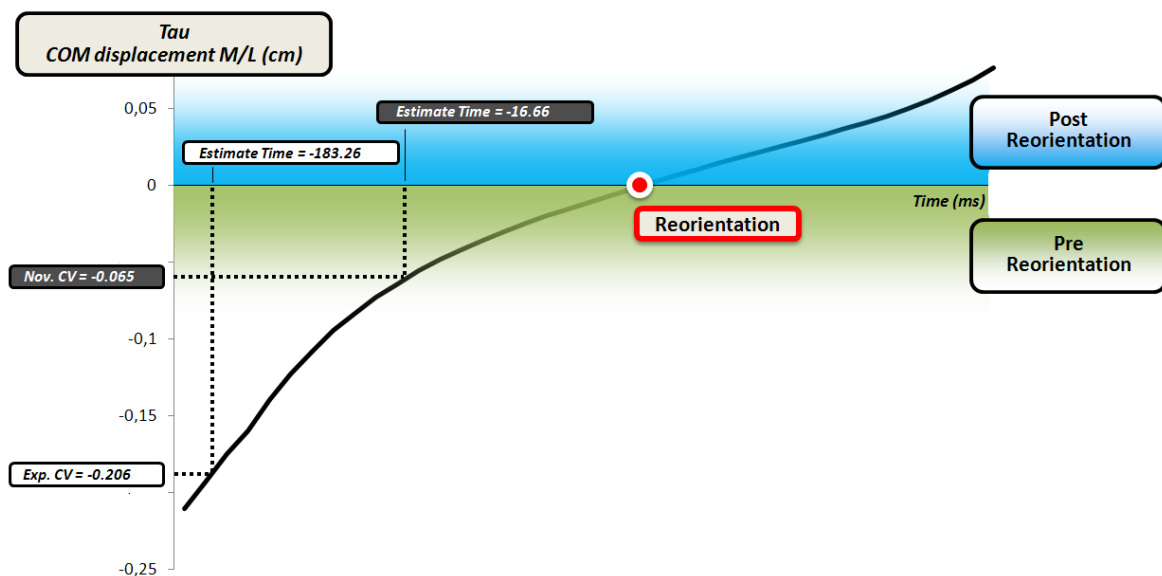 Tau
COM displacement M/L (cm)
0,05
Estimate Time = -16.66
Post
Reorientation
Estimate Time = -183.26
0
Time (ms)
Reorientation
Pre
Reorientation
Nov. CV = -0.065
-0,1
-0,15
Exp. CV = -0.206
-0,25